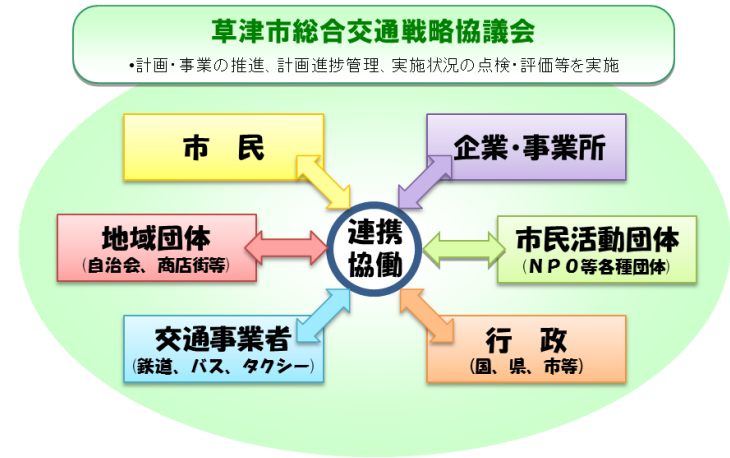 草津市総合交通戦略協議会
•計画・事業の推進、計画進捗管理、実施状況の点検・評価等を実施
市　民
企業・事業所
地域団体
(自治会、商店街等)
連携
協働
市民活動団体
(ＮＰＯ等各種団体)
交通事業者
(鉄道、バス、タクシー)
行　政
(国、県、市等)